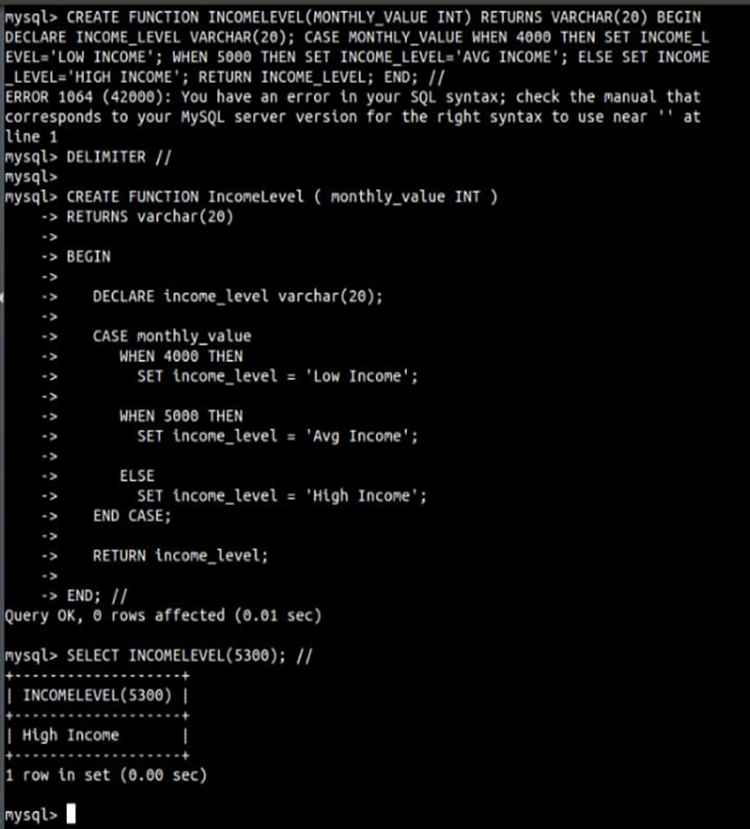 mysql> CREATE FUNCTION INCOMELEVEL(MONTHLY_VALUE INT) RETURNS VARCHAR(20) BEGIN
DECLARE INCOME_LEVEL VARCHAR(20); CASE MONTHLY_VALUE WHEN 4000 THEN SET INCOME_L
EVEL='LOW INCOME'; WHEN 5000 THEN SET INCOME_LEVEL='AVG INCOME'; ELSE SET INCOME
_LEVEL='HIGH INCOME'; RETURN INCOME_LEVEL; END; //
ERROR 1064 (42000): You have an error in your SQL syntax; check the manual that
corresponds to your MySQL server version for the right syntax to use near '' at
line 1
mysql> DELIMITER //
mysql>
mysql> CREATE FUNCTION IncomeLevel ( monthly_value INT )
    -> RETURNS varchar(20)
    ->
    -> BEGIN
    ->
    ->    DECLARE income_level varchar(20);
    ->
    ->    CASE monthly_value
    ->       WHEN 4000 THEN
    ->         SET income_level = 'Low Income';
    ->
    ->       WHEN 5000 THEN
    ->         SET income_level = 'Avg Income';
    ->
    ->       ELSE
    ->         SET income_level = 'High Income';
    ->    END CASE;
    ->
    ->    RETURN income_level;
    ->
    -> END; //
Query OK, 0 rows affected (0.01 sec)

mysql> SELECT INCOMELEVEL(5300); //
+-------------------+
| INCOMELEVEL(5300) |
+-------------------+
| High Income       |
+-------------------+
1 row in set (0.00 sec)

mysql>